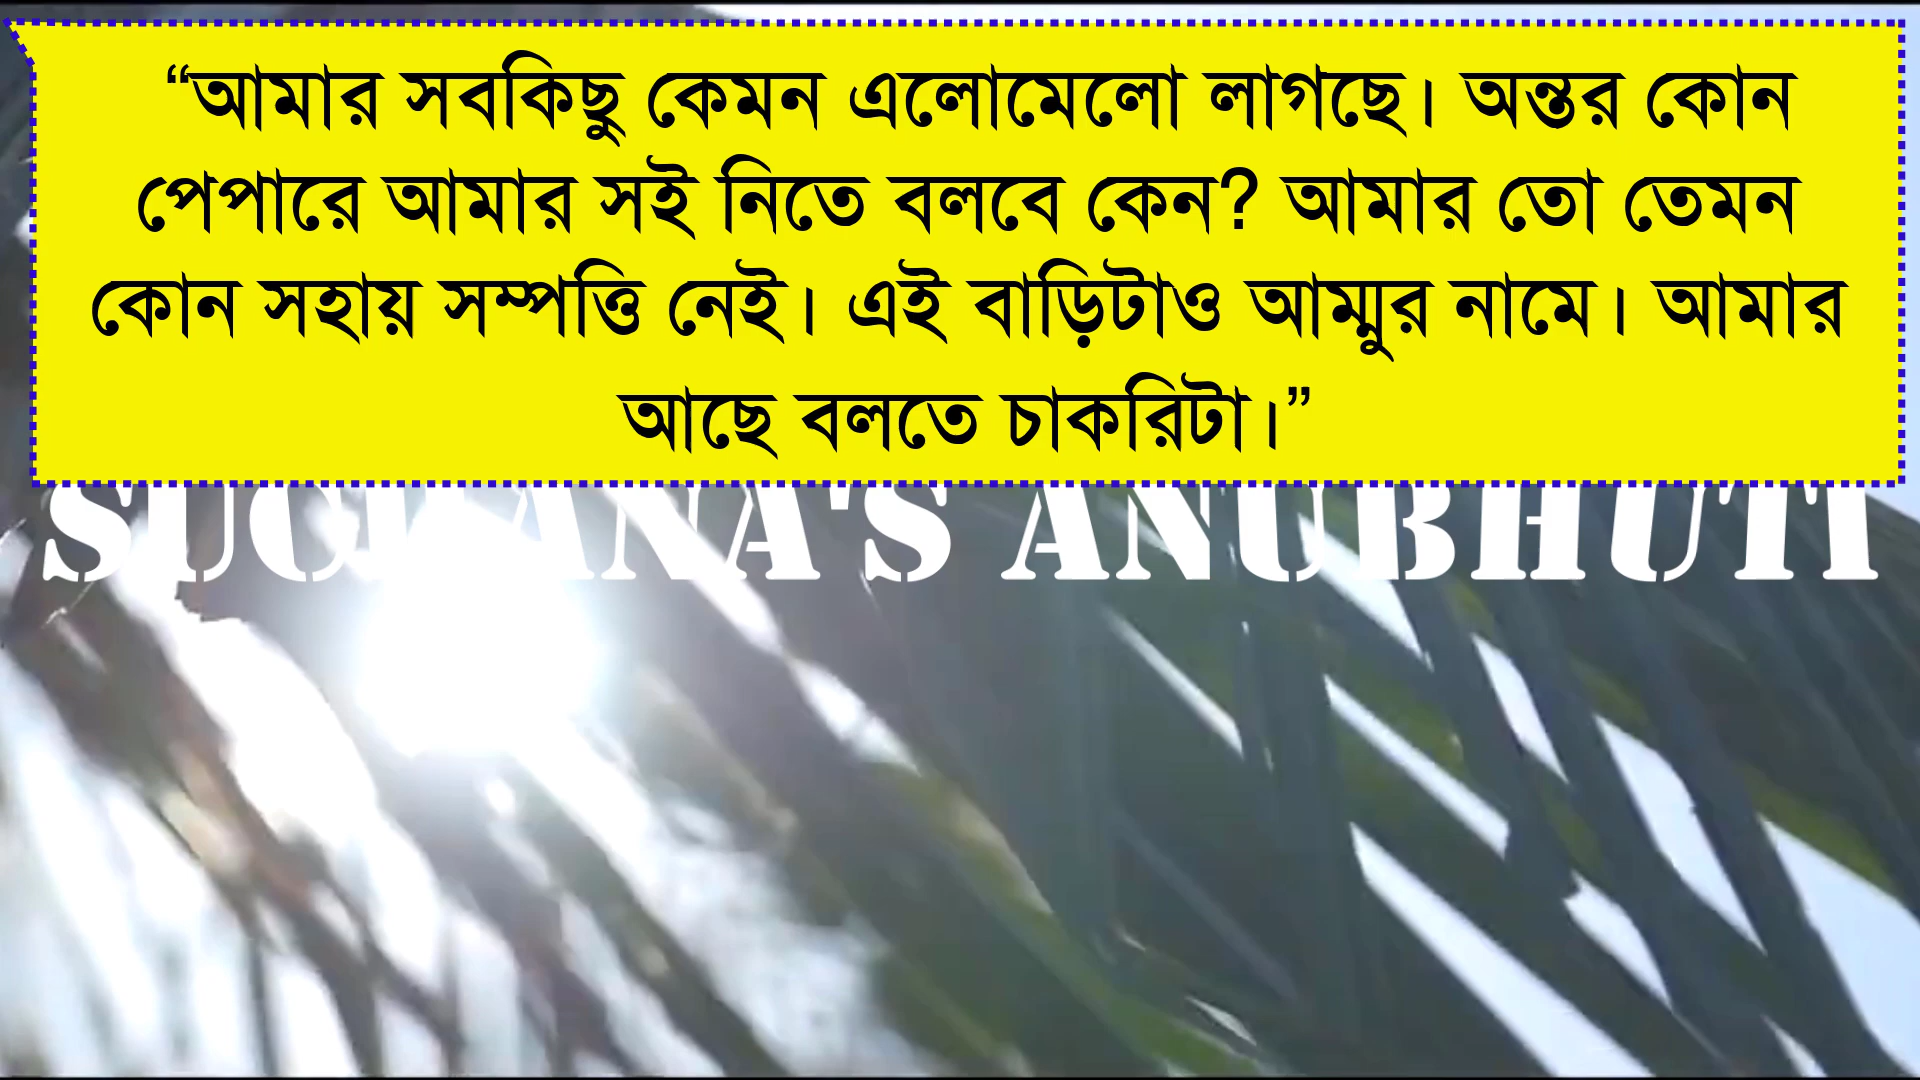 “আমার সবকিছু কেমন এলোমেলো লাগছে। অন্তর কোন
পেপারে আমার সই নিতে বলবে কেন? আমার তো তেমন
কোন সহায় সম্পত্তি নেই। এই বাড়িটাও আম্মুর নামে। আমার
আছে বলতে চাকরিটা।”
ANUBHUTI